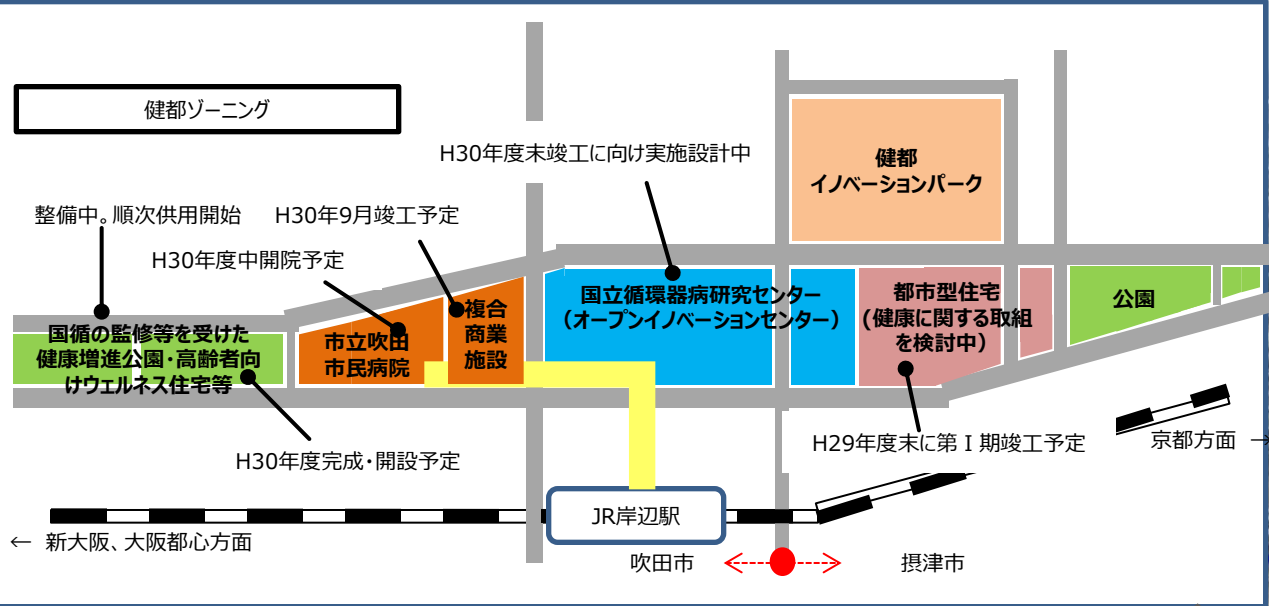 健都ゾーニング
H30年度末竣工に向け実施設計中
健都
イノベーションパーク
整備中。順次供用開始
H30年9月竣工予定
H30年度中開院予定
国循の監修等を受けた
健康増進公園・高齢者向
けウェルネス住宅等
市立吹田
市民病院
複合
商業
施設
国立循環器病研究センター
（オープンイノベーションセンター）
都市型住宅
(健康に関する取組
を検討中）
公園
H30年度完成・開設予定
H29年度末に第Ⅰ期竣工予定
京都方面 →
JR岸辺駅
← 新大阪、大阪都心方面
吹田市
摂津市